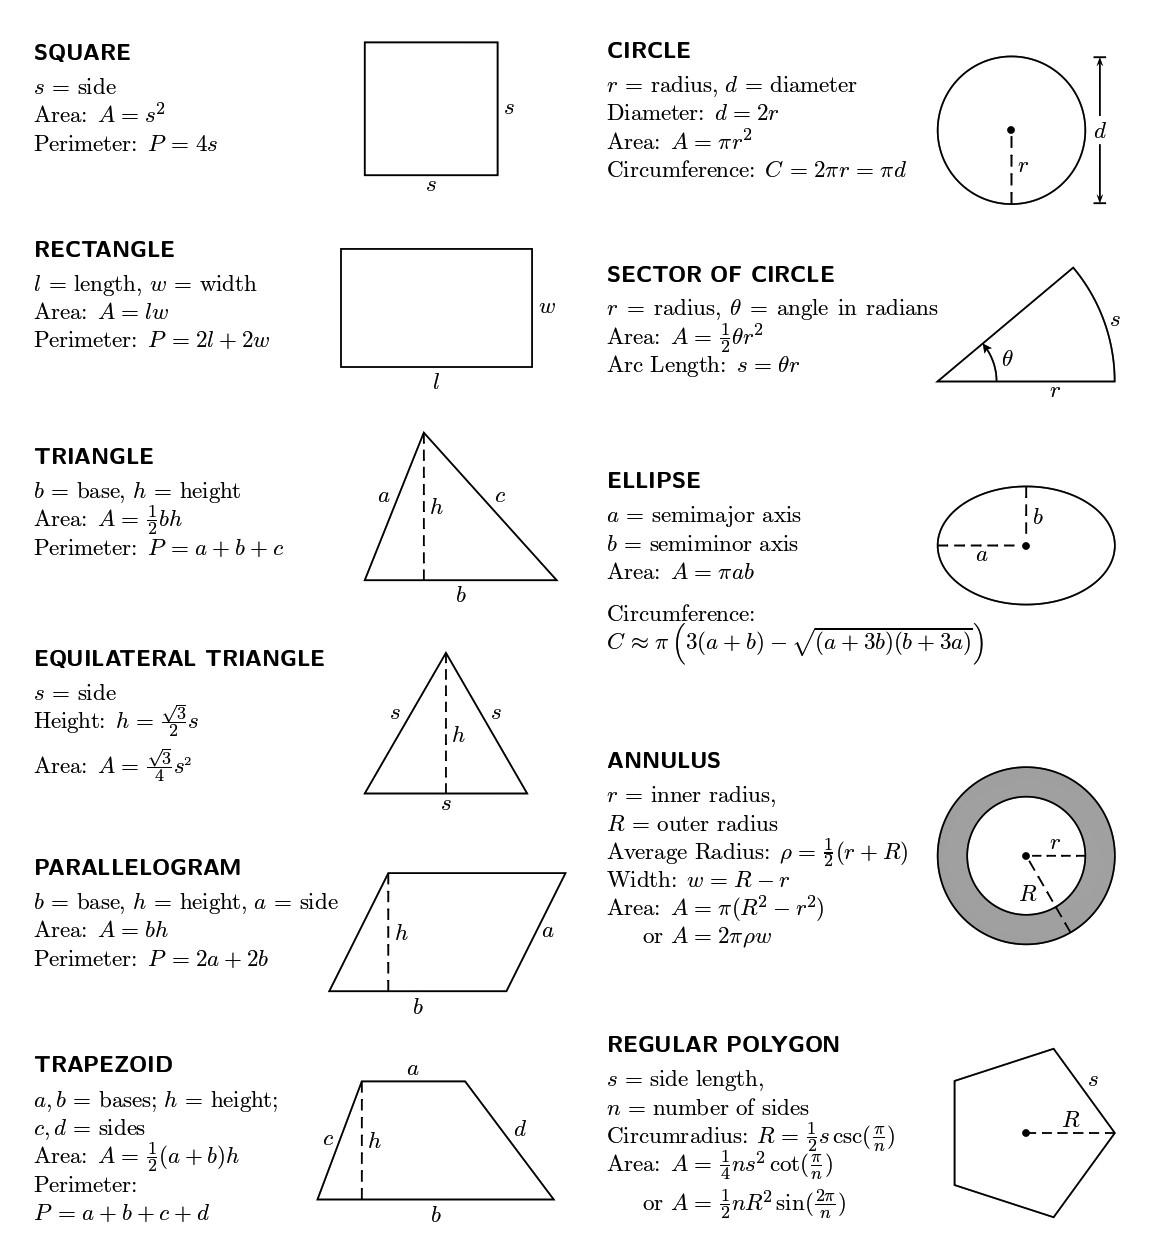 SQUARE
s = side
Area: A = s²
Perimeter: P = 4s
s
s
RECTANGLE
l = length, w = width
Area: A = lw
Perimeter: P = 2l + 2w
w
l
TRIANGLE
b = base, h = height
Area: A = ½bh
Perimeter: P = a + b + c
a
h
c
b
EQUILATERAL TRIANGLE
s = side
Height: h = √3/2 s
Area: A = √3/4 s²
s
s
h
s
PARALLELOGRAM
b = base, h = height, a = side
Area: A = bh
Perimeter: P = 2a + 2b
h
a
b
TRAPEZOID
a, b = bases; h = height;
c, d = sides
Area: A = ½(a + b)h
Perimeter:
P = a + b + c + d
a
c
h
d
b
CIRCLE
r = radius, d = diameter
Diameter: d = 2r
Area: A = πr²
Circumference: C = 2πr = πd
d
r
SECTOR OF CIRCLE
r = radius, θ = angle in radians
Area: A = ½θr²
Arc Length: s = θr
s
θ
r
ELLIPSE
a = semimajor axis
b = semiminor axis
Area: A = πab
Circumference:
C ≈ π(3(a + b) − √((a + 3b)(b + 3a)))
b
a
ANNULUS
r = inner radius,
R = outer radius
Average Radius: ρ = ½(r + R)
Width: w = R − r
Area: A = π(R² − r²)
or A = 2πρw
r
R
REGULAR POLYGON
s = side length,
n = number of sides
Circumradius: R = ½s csc(π/n)
Area: A = ¼ns² cot(π/n)
or A = ½nR² sin(2π/n)
s
R